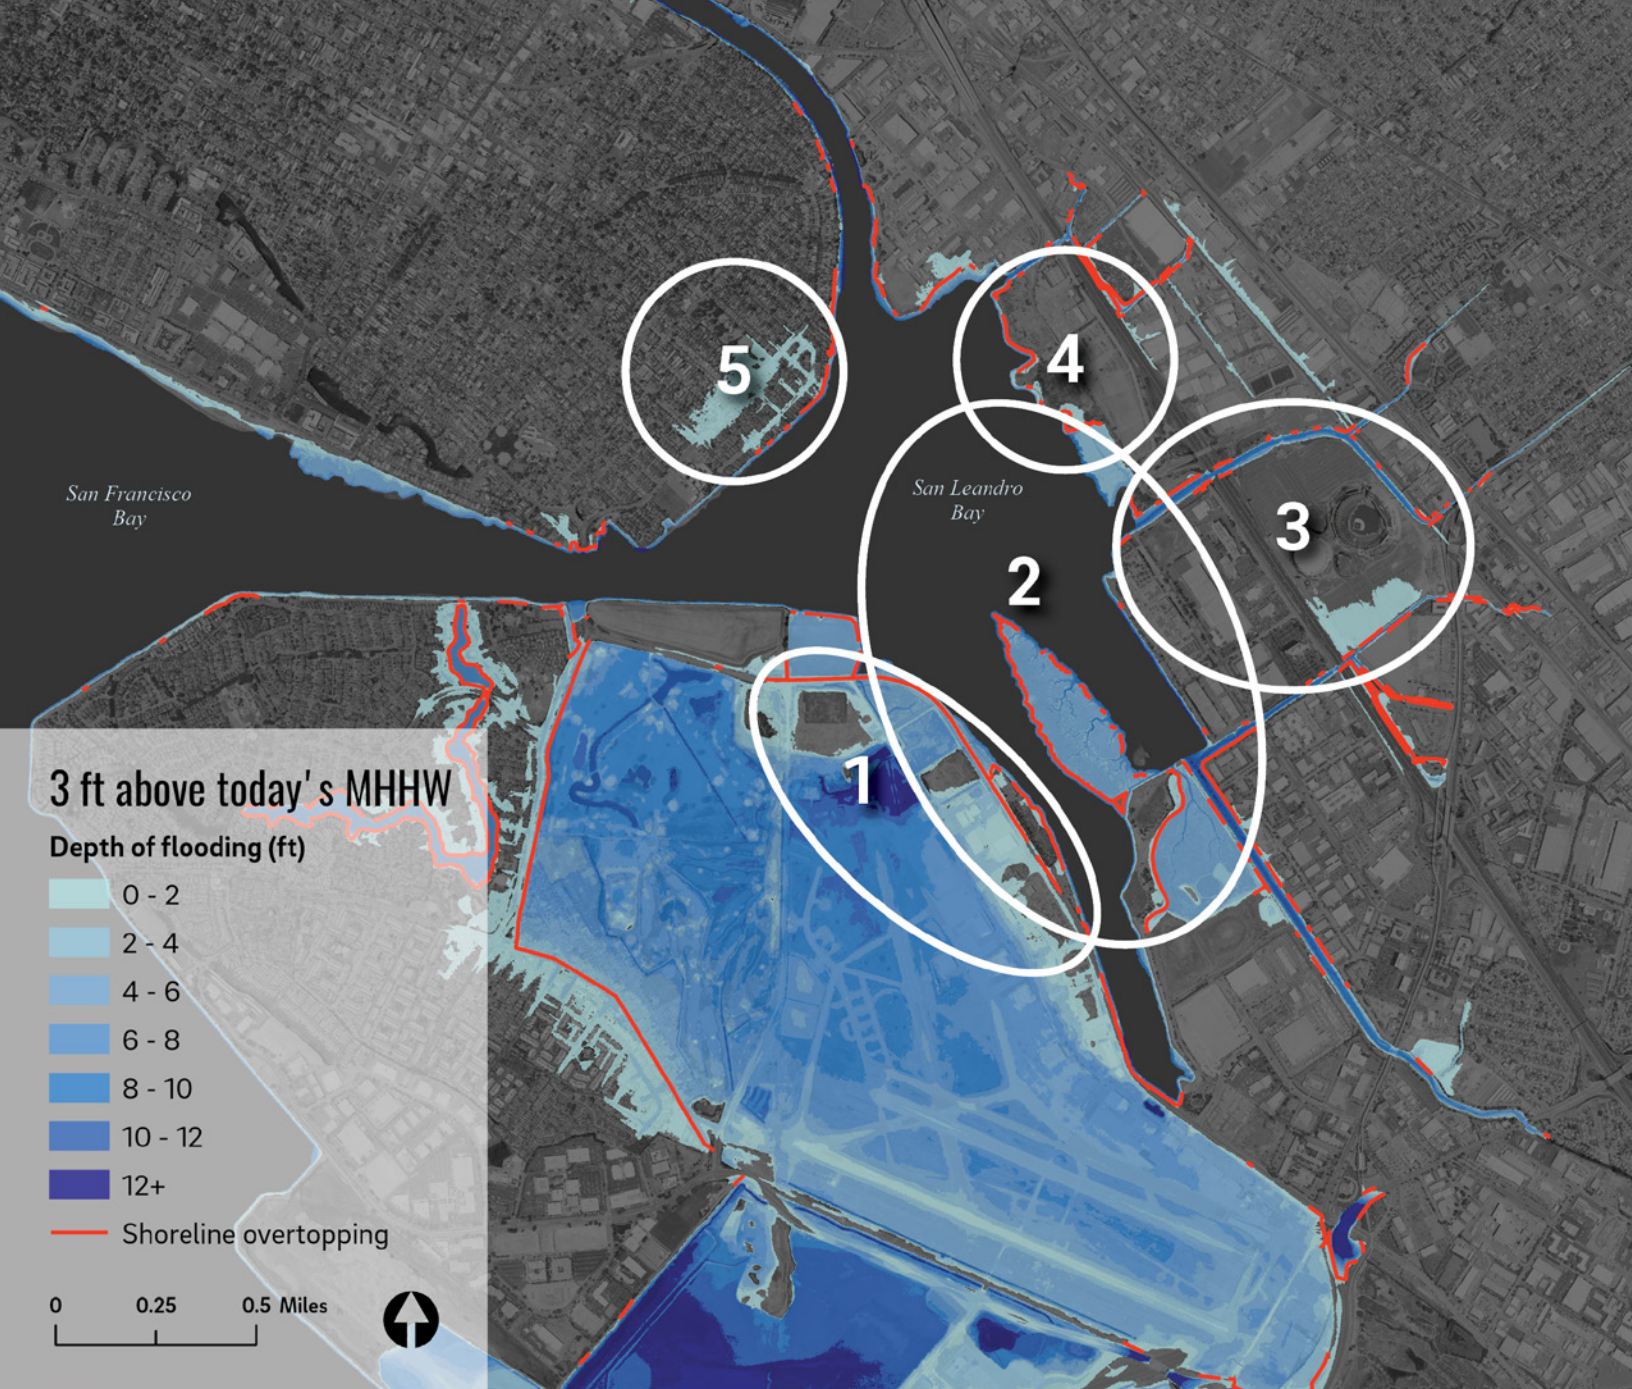 5
4
San Francisco
Bay
San Leandro
Bay
3
2
1
3 ft above today's MHHW
Depth of flooding (ft)
0 - 2
2 - 4
4 - 6
6 - 8
8 - 10
10 - 12
12+
Shoreline overtopping
0 0.25 0.5 Miles